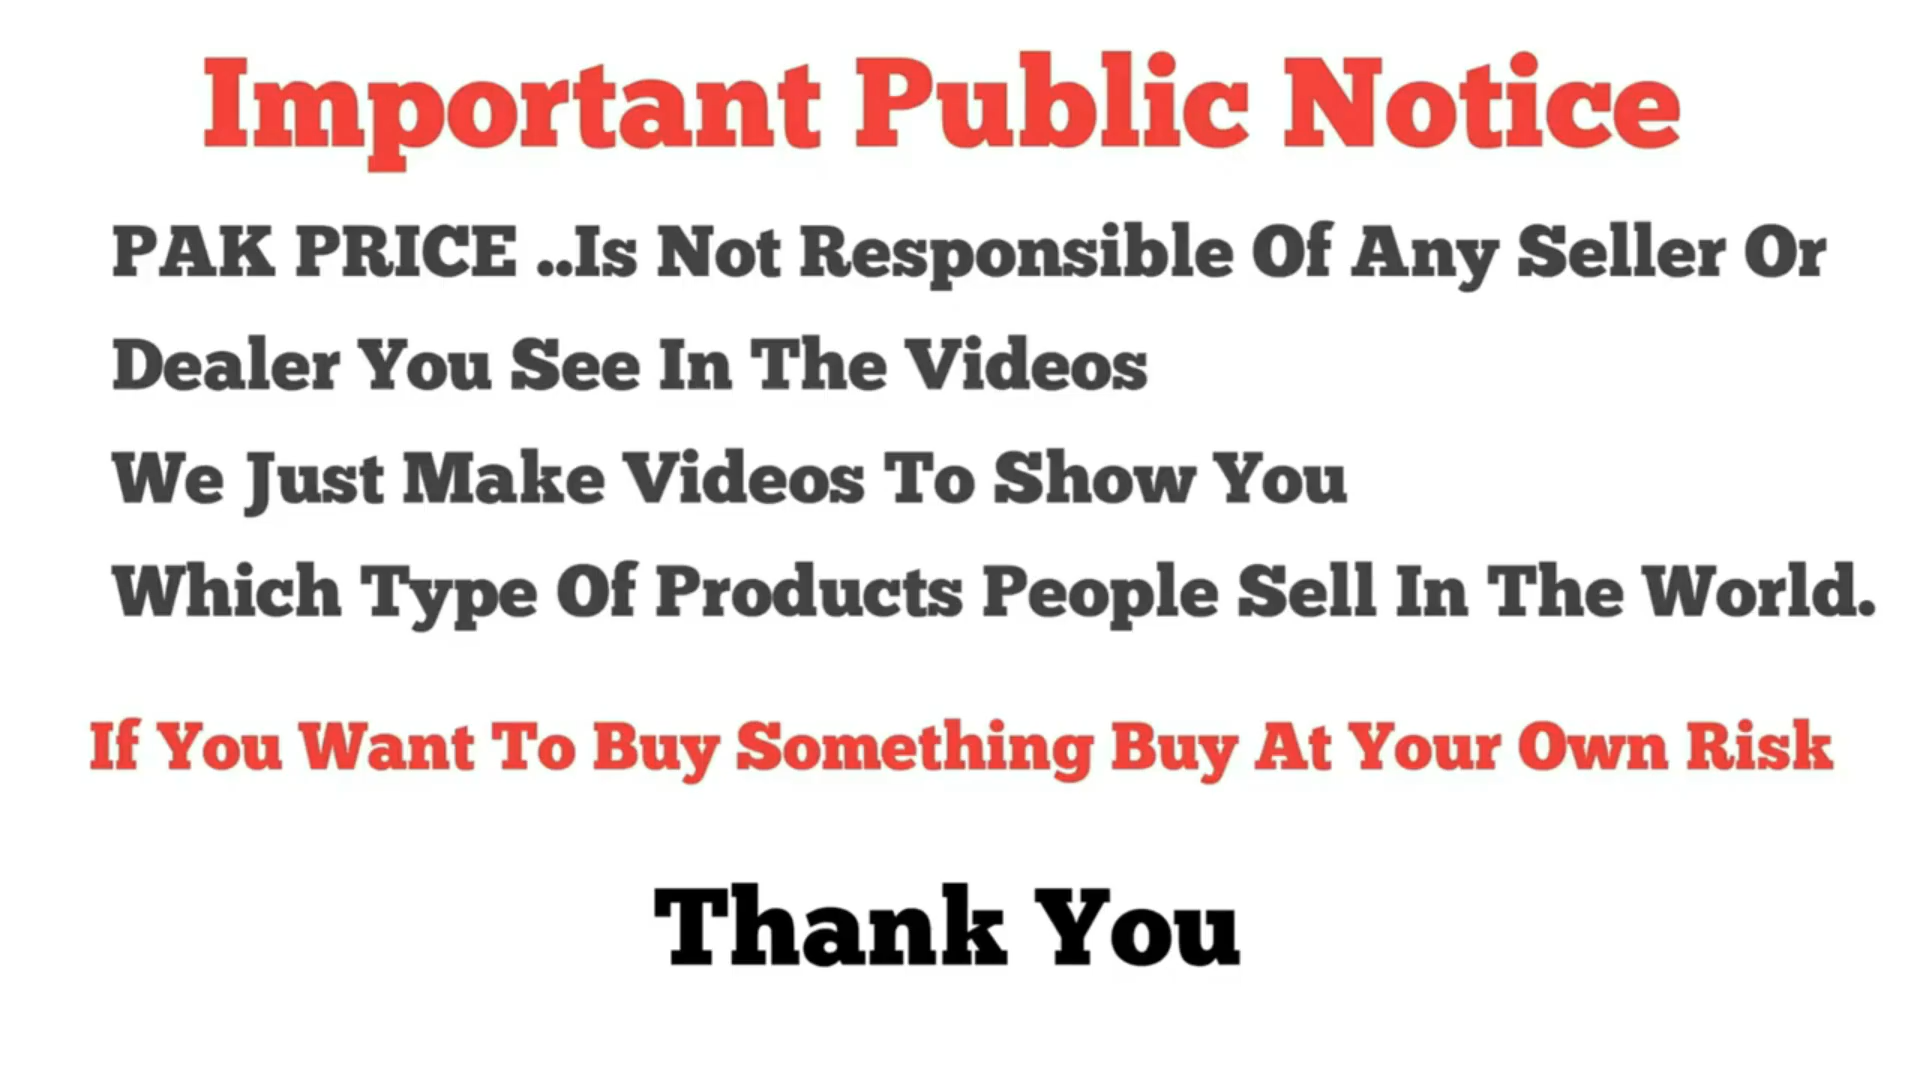 Important Public Notice
PAK PRICE ..Is Not Responsible Of Any Seller Or
Dealer You See In The Videos
We Just Make Videos To Show You
Which Type Of Products People Sell In The World.
If You Want To Buy Something Buy At Your Own Risk
Thank You